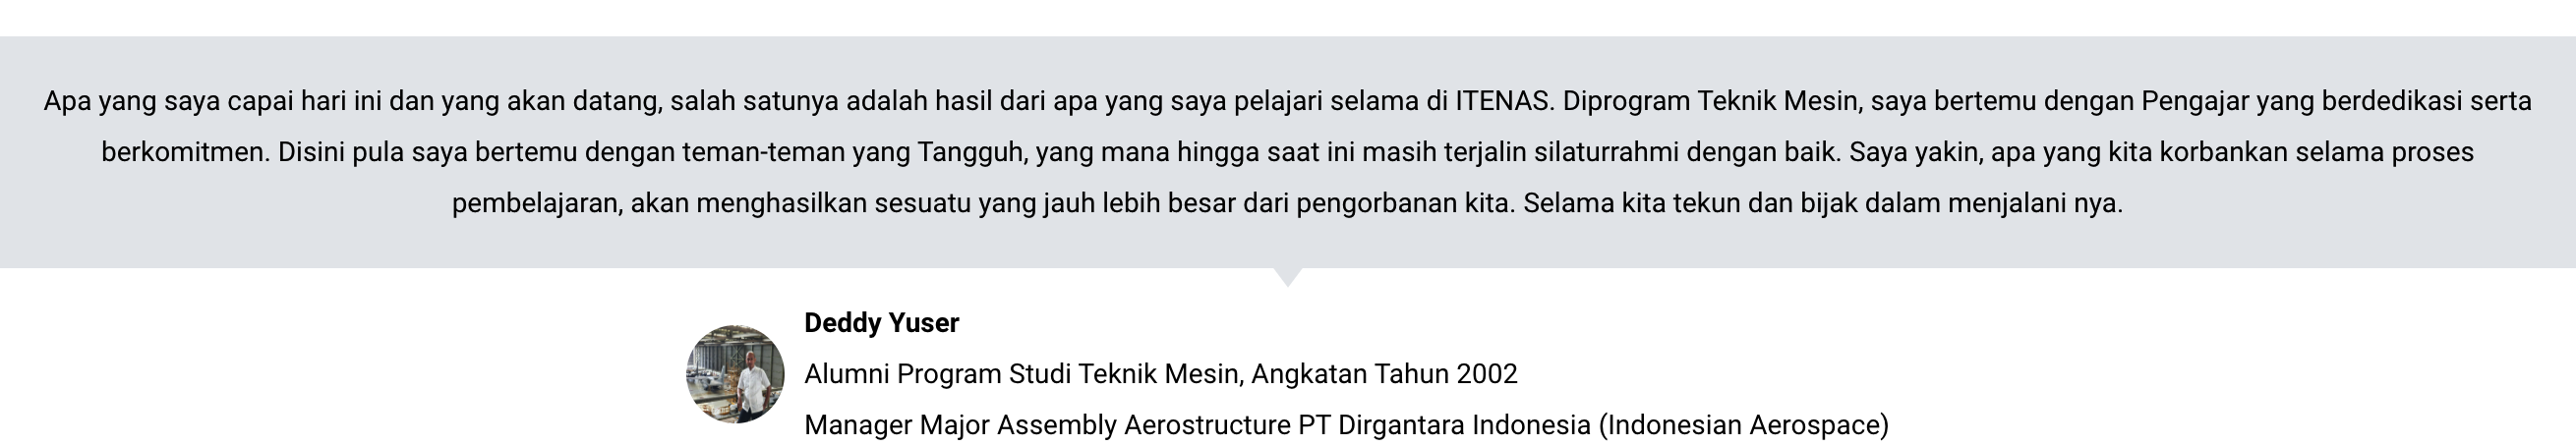 Apa yang saya capai hari ini dan yang akan datang, salah satunya adalah hasil dari apa yang saya pelajari selama di ITENAS. Diprogram Teknik Mesin, saya bertemu dengan Pengajar yang berdedikasi serta
berkomitmen. Disini pula saya bertemu dengan teman-teman yang Tangguh, yang mana hingga saat ini masih terjalin silaturrahmi dengan baik. Saya yakin, apa yang kita korbankan selama proses
pembelajaran, akan menghasilkan sesuatu yang jauh lebih besar dari pengorbanan kita. Selama kita tekun dan bijak dalam menjalani nya.
Deddy Yuser
Alumni Program Studi Teknik Mesin, Angkatan Tahun 2002
Manager Major Assembly Aerostructure PT Dirgantara Indonesia (Indonesian Aerospace)